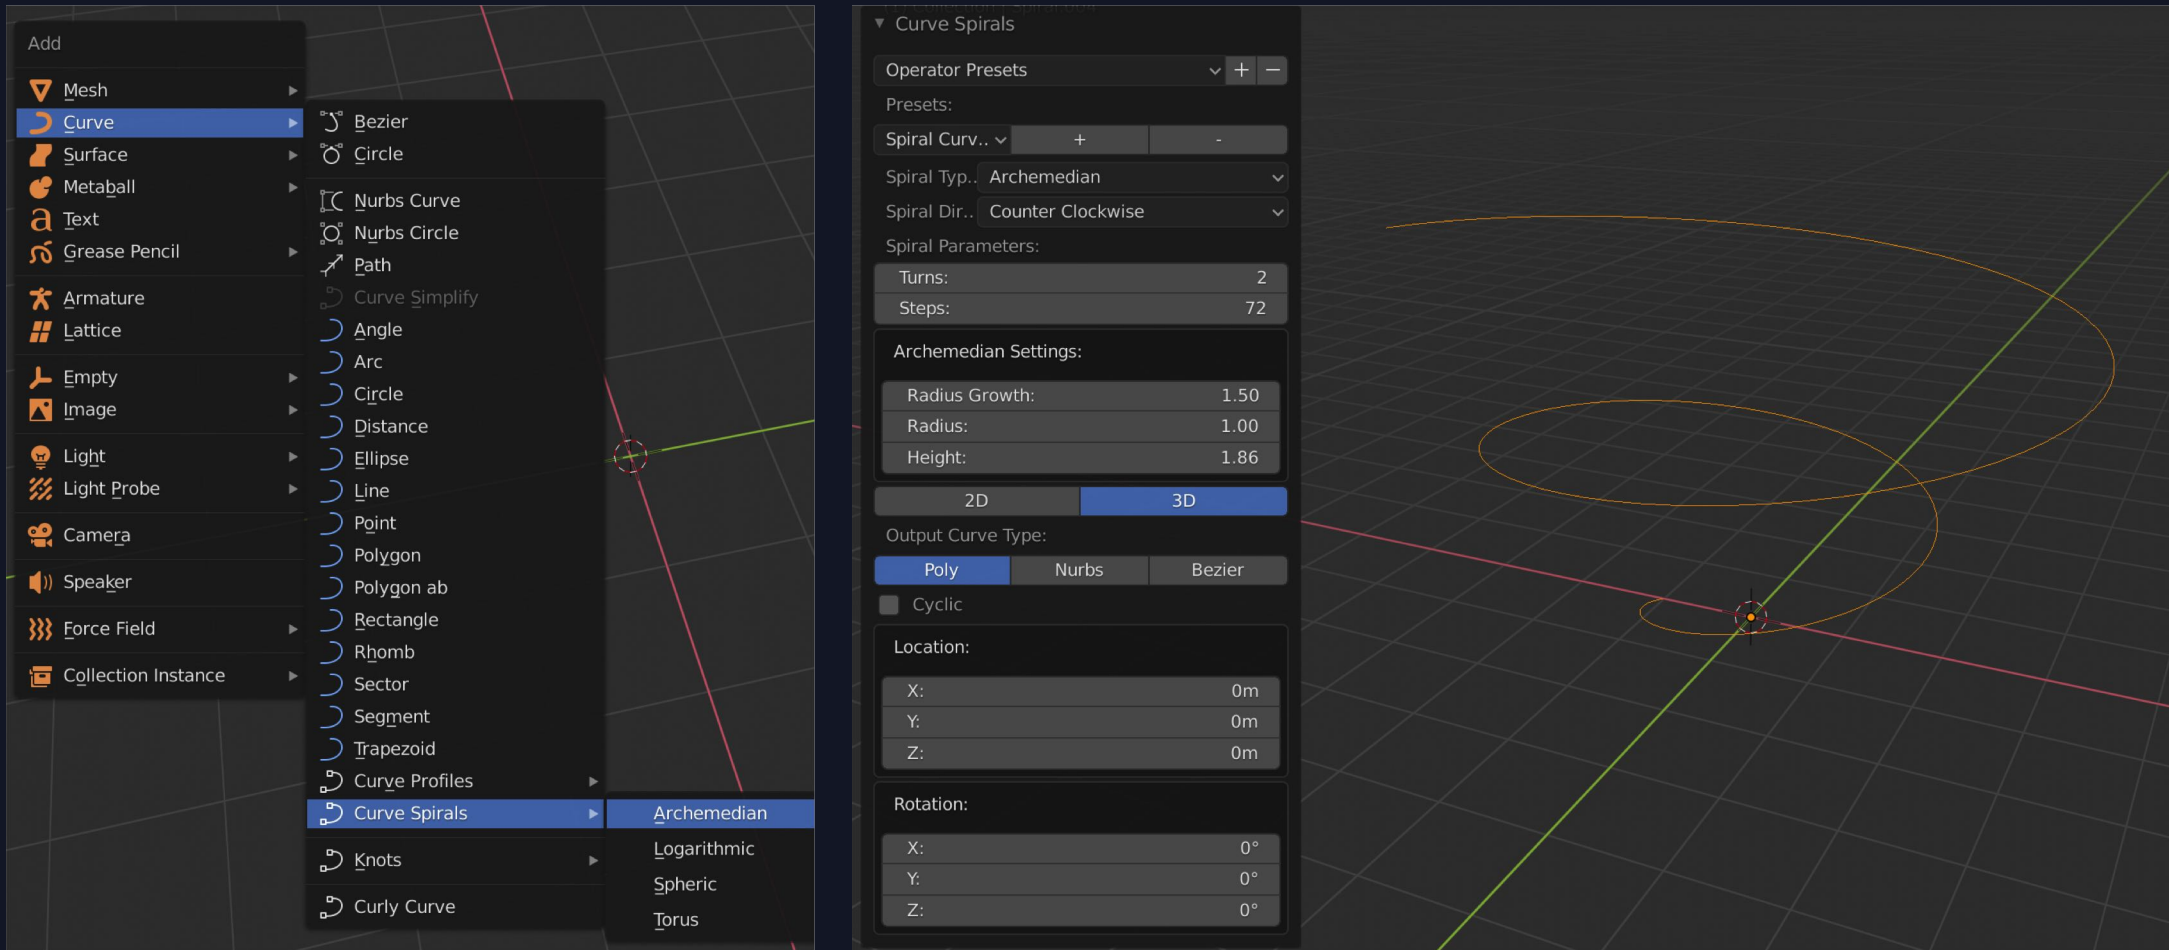 Add
Mesh
Curve
Surface
Metaball
Text
Grease Pencil
Armature
Lattice
Empty
Image
Light
Light Probe
Camera
Speaker
Force Field
Collection Instance
Bezier
Circle
Nurbs Curve
Nurbs Circle
Path
Curve Simplify
Angle
Arc
Circle
Distance
Ellipse
Line
Point
Polygon
Polygon ab
Rectangle
Rhomb
Sector
Segment
Trapezoid
Curve Profiles
Curve Spirals
Knots
Curly Curve
Archemedian
Logarithmic
Spheric
Torus
Curve Spirals
Operator Presets + −
Presets:
Spiral Curv.. + -
Spiral Typ.. Archemedian
Spiral Dir.. Counter Clockwise
Spiral Parameters:
Turns: 2
Steps: 72
Archemedian Settings:
Radius Growth: 1.50
Radius: 1.00
Height: 1.86
2D 3D
Output Curve Type:
Poly Nurbs Bezier
Cyclic
Location:
X: 0m
Y: 0m
Z: 0m
Rotation:
X: 0°
Y: 0°
Z: 0°